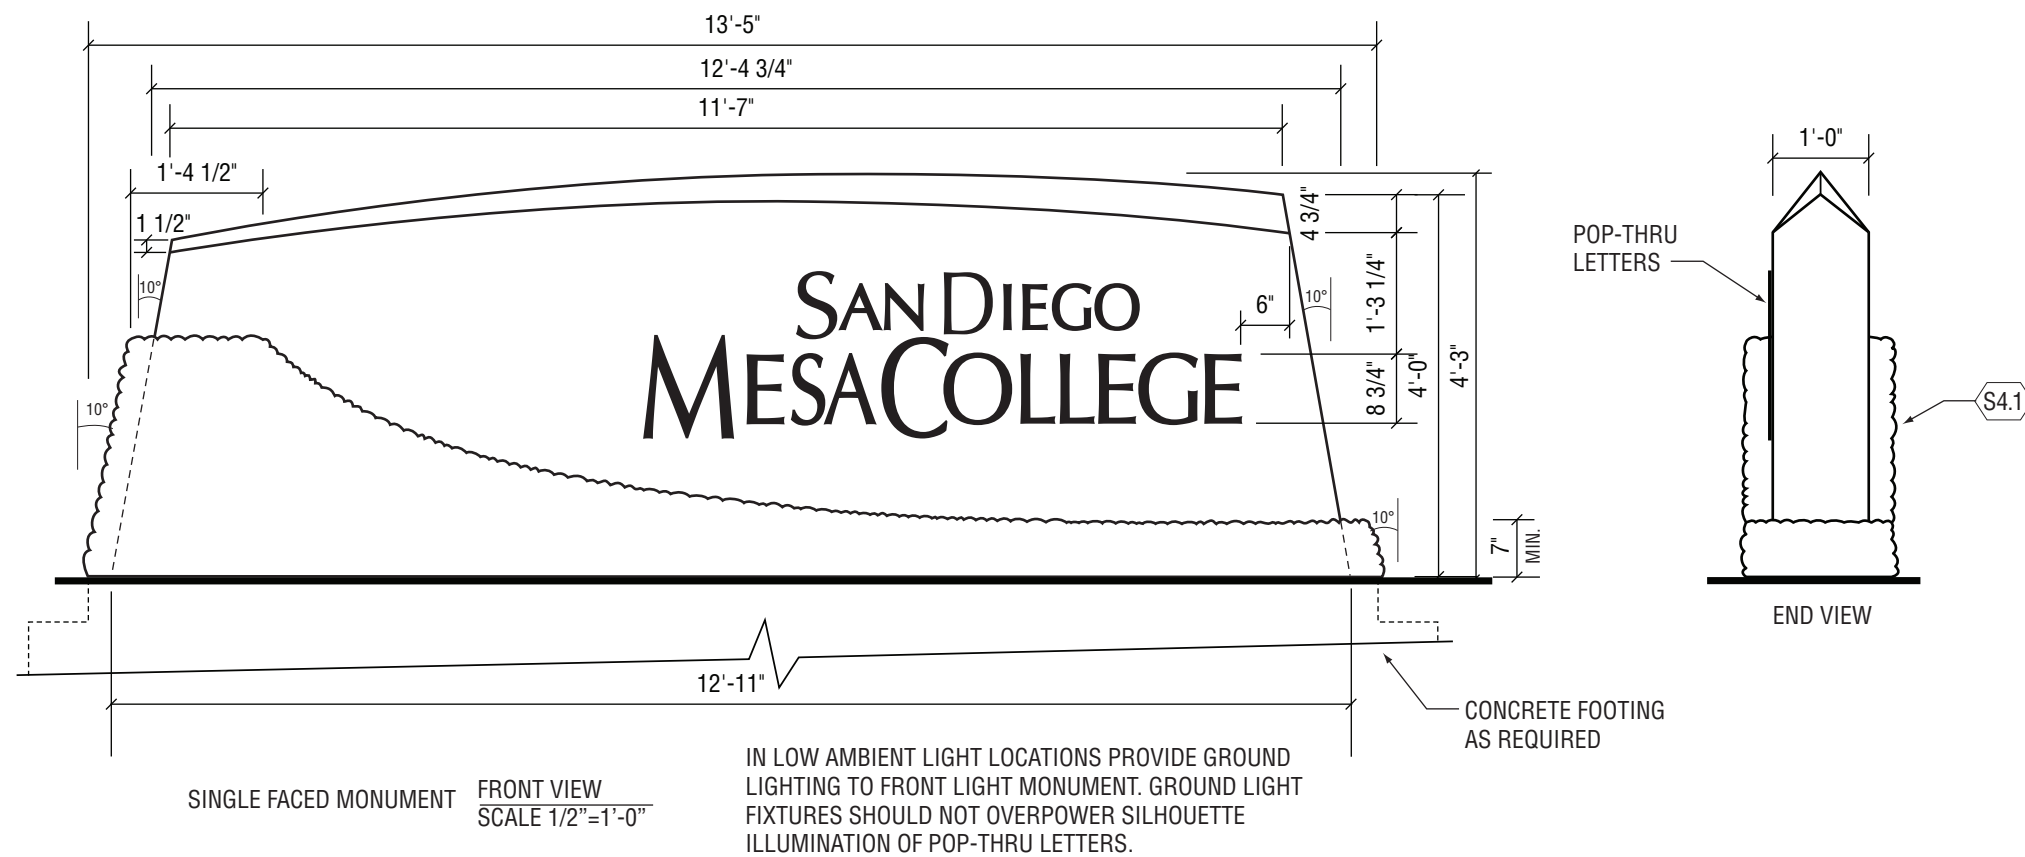 13'-5"
12'-4 3/4"
11'-7"
1'-4 1/2"
1 1/2"
10°
10°
10°
10°
SAN DIEGO
MESACOLLEGE
6"
4 3/4"
1'-3 1/4"
8 3/4"
4'-0"
4'-3"
7"
MIN.
12'-11"
CONCRETE FOOTING
AS REQUIRED
1'-0"
POP-THRU
LETTERS
S4.1
END VIEW
SINGLE FACED MONUMENT
FRONT VIEW
SCALE 1/2”=1’-0”
IN LOW AMBIENT LIGHT LOCATIONS PROVIDE GROUND
LIGHTING TO FRONT LIGHT MONUMENT. GROUND LIGHT
FIXTURES SHOULD NOT OVERPOWER SILHOUETTE
ILLUMINATION OF POP-THRU LETTERS.